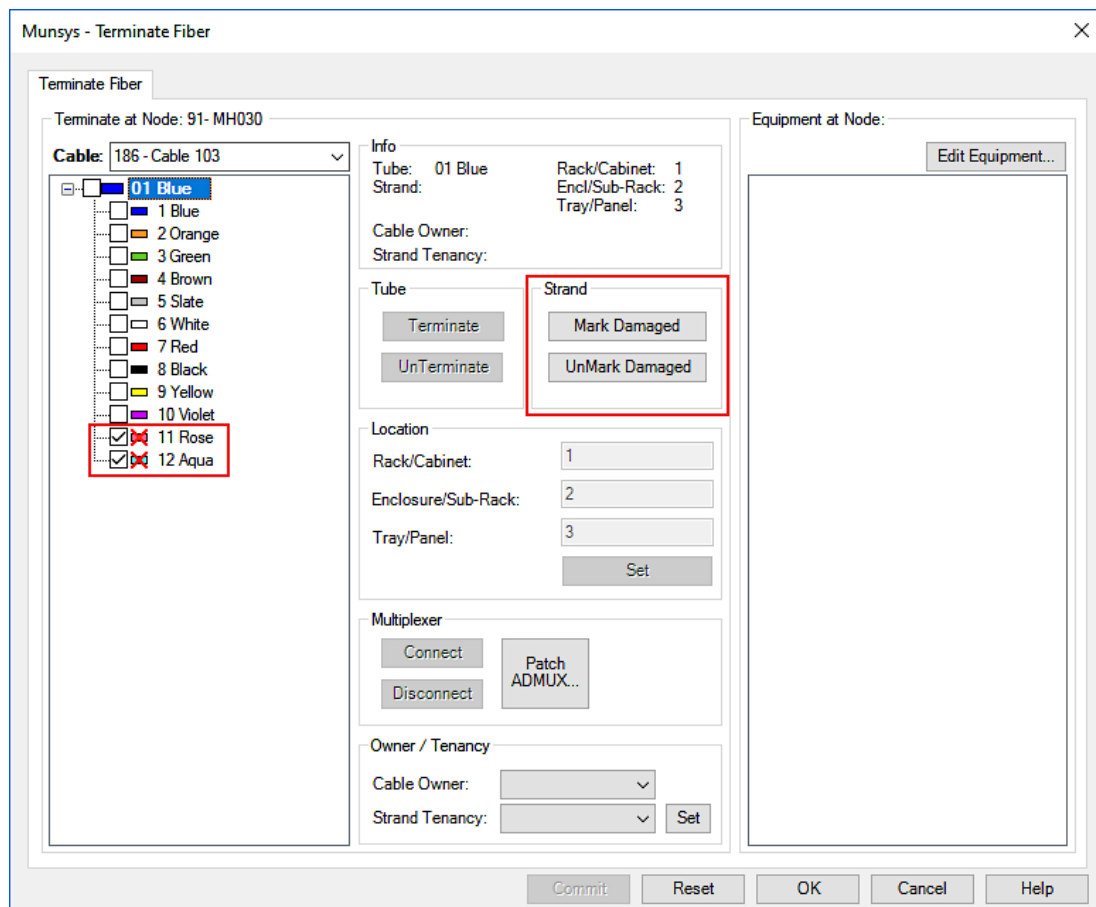 Munsys - Terminate Fiber
Terminate Fiber
Terminate at Node: 91- MH030
Cable: 186 - Cable 103
01 Blue
1 Blue
2 Orange
3 Green
4 Brown
5 Slate
6 White
7 Red
8 Black
9 Yellow
10 Violet
11 Rose
12 Aqua
Info
Tube: 01 Blue Rack/Cabinet: 1
Strand: Encl/Sub-Rack: 2
Tray/Panel: 3
Cable Owner:
Strand Tenancy:
Tube
Terminate
UnTerminate
Strand
Mark Damaged
UnMark Damaged
Location
Rack/Cabinet: 1
Enclosure/Sub-Rack: 2
Tray/Panel: 3
Set
Multiplexer
Connect
Disconnect
Patch
ADMUX...
Owner / Tenancy
Cable Owner:
Strand Tenancy: Set
Equipment at Node:
Edit Equipment...
Commit Reset OK Cancel Help